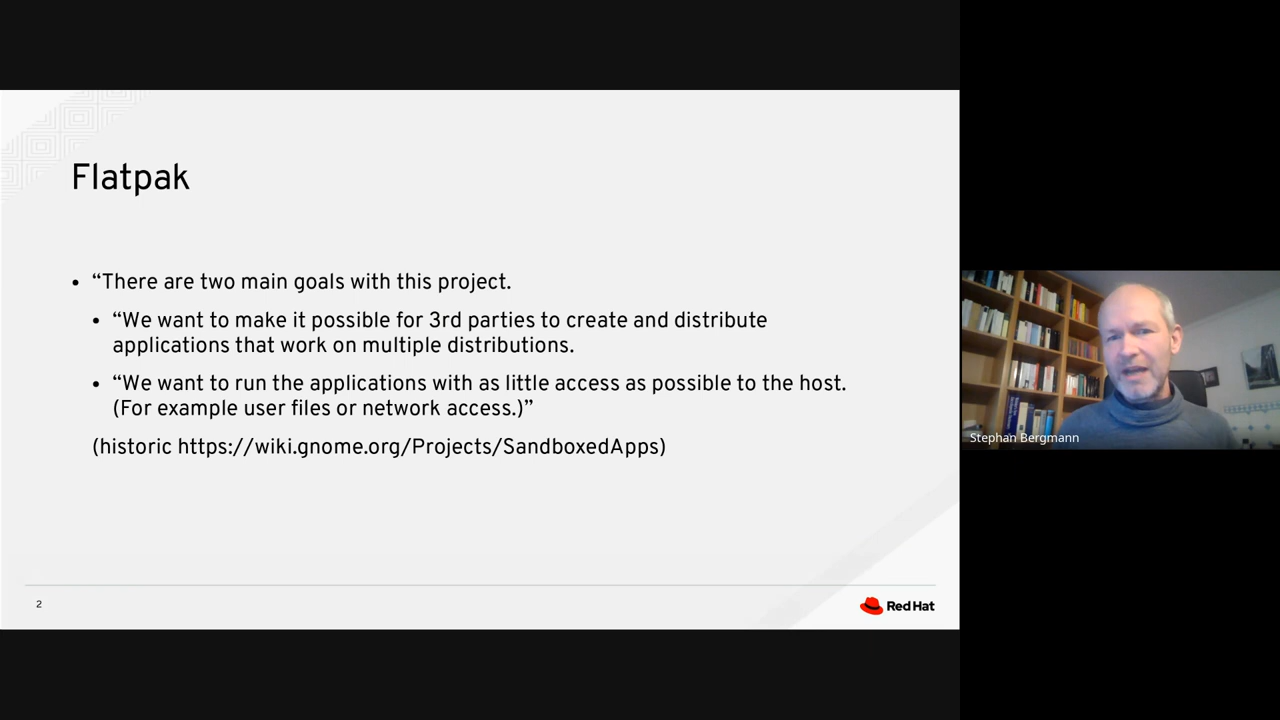 Flatpak
• “There are two main goals with this project.
• “We want to make it possible for 3rd parties to create and distribute
applications that work on multiple distributions.
• “We want to run the applications with as little access as possible to the host.
(For example user files or network access.)”
(historic https://wiki.gnome.org/Projects/SandboxedApps)
2
Red Hat
Stephan Bergmann